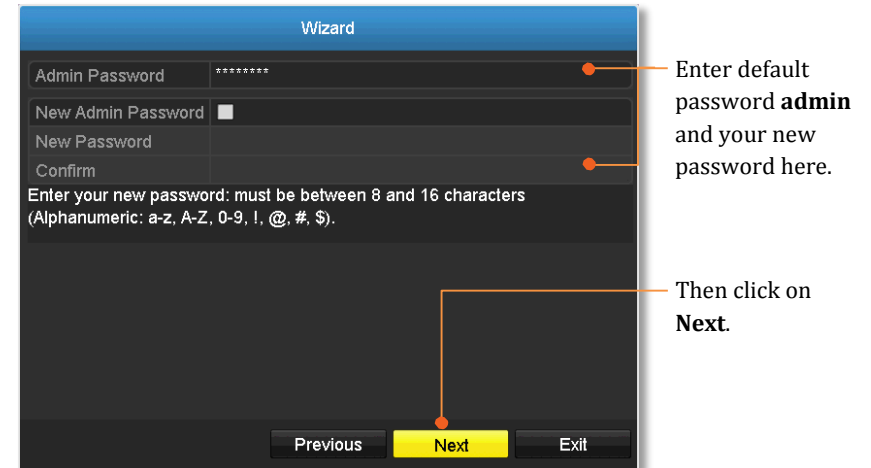 Wizard
Admin Password ********
New Admin Password
New Password
Confirm
Enter your new password: must be between 8 and 16 characters
(Alphanumeric: a-z, A-Z, 0-9, !, @, #, $).
Previous Next Exit
Enter default
password admin
and your new
password here.
Then click on
Next.